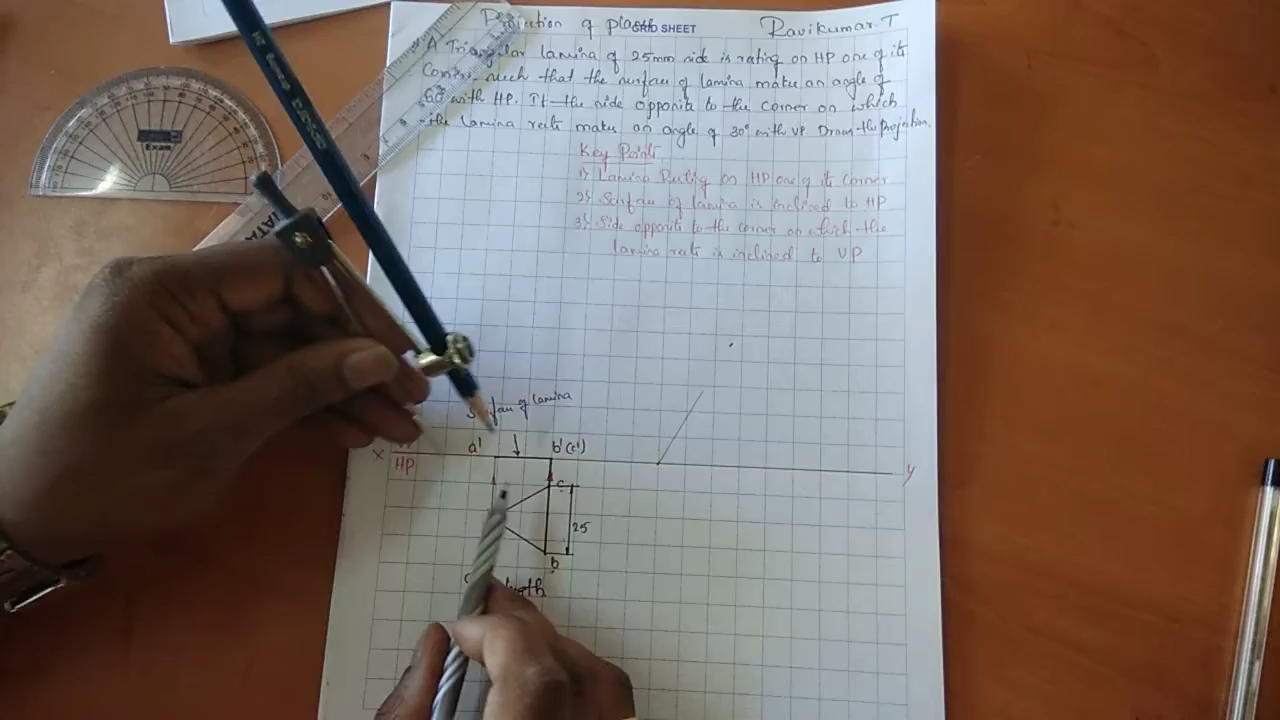 Projection of plastn GRID SHEET Ravikumar.T
A Triangular lamina of 25mm side is resting on HP one of its
Corner such that the surface of lamina makes an angle of
60° with HP. If the side opposite to the corner on which
the lamina rests makes an angle of 30° with VP. Draw the projection.
Key Points
1) Lamina Resting on HP one of its corner
2) Surface of lamina is inclined to HP
3) Side opposite to the corner on which the
lamina rests is inclined to VP
of lamina
a' b'(c')
X HP Y
c
25
b
Exam